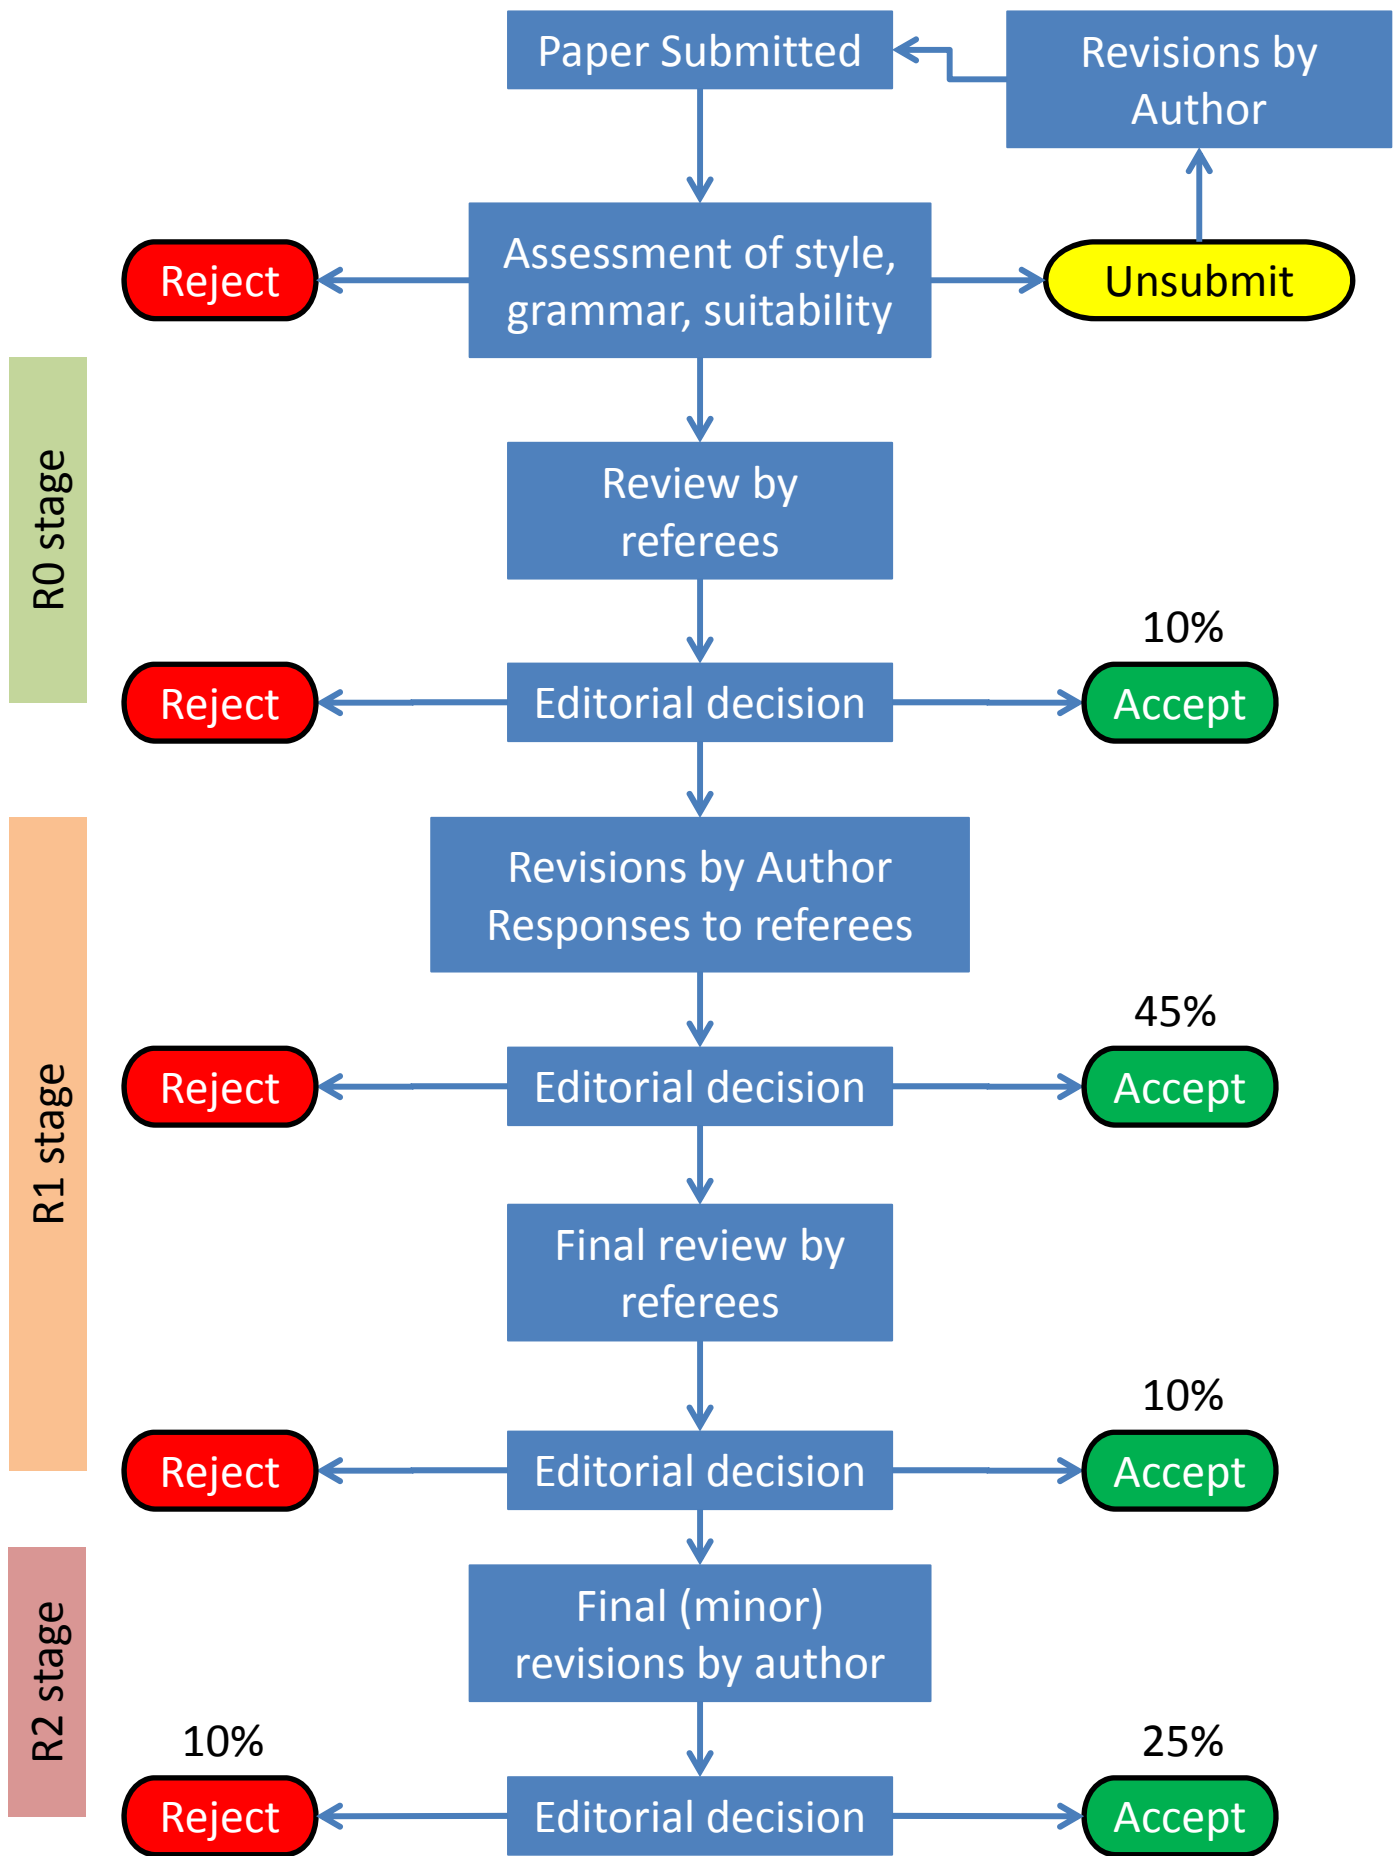 Paper Submitted
Revisions by
Author
Reject
Assessment of style,
grammar, suitability
Unsubmit
R0 stage
Review by
referees
10%
Reject
Editorial decision
Accept
R1 stage
Revisions by Author
Responses to referees
45%
Reject
Editorial decision
Accept
Final review by
referees
10%
Reject
Editorial decision
Accept
R2 stage
Final (minor)
revisions by author
10%
25%
Reject
Editorial decision
Accept